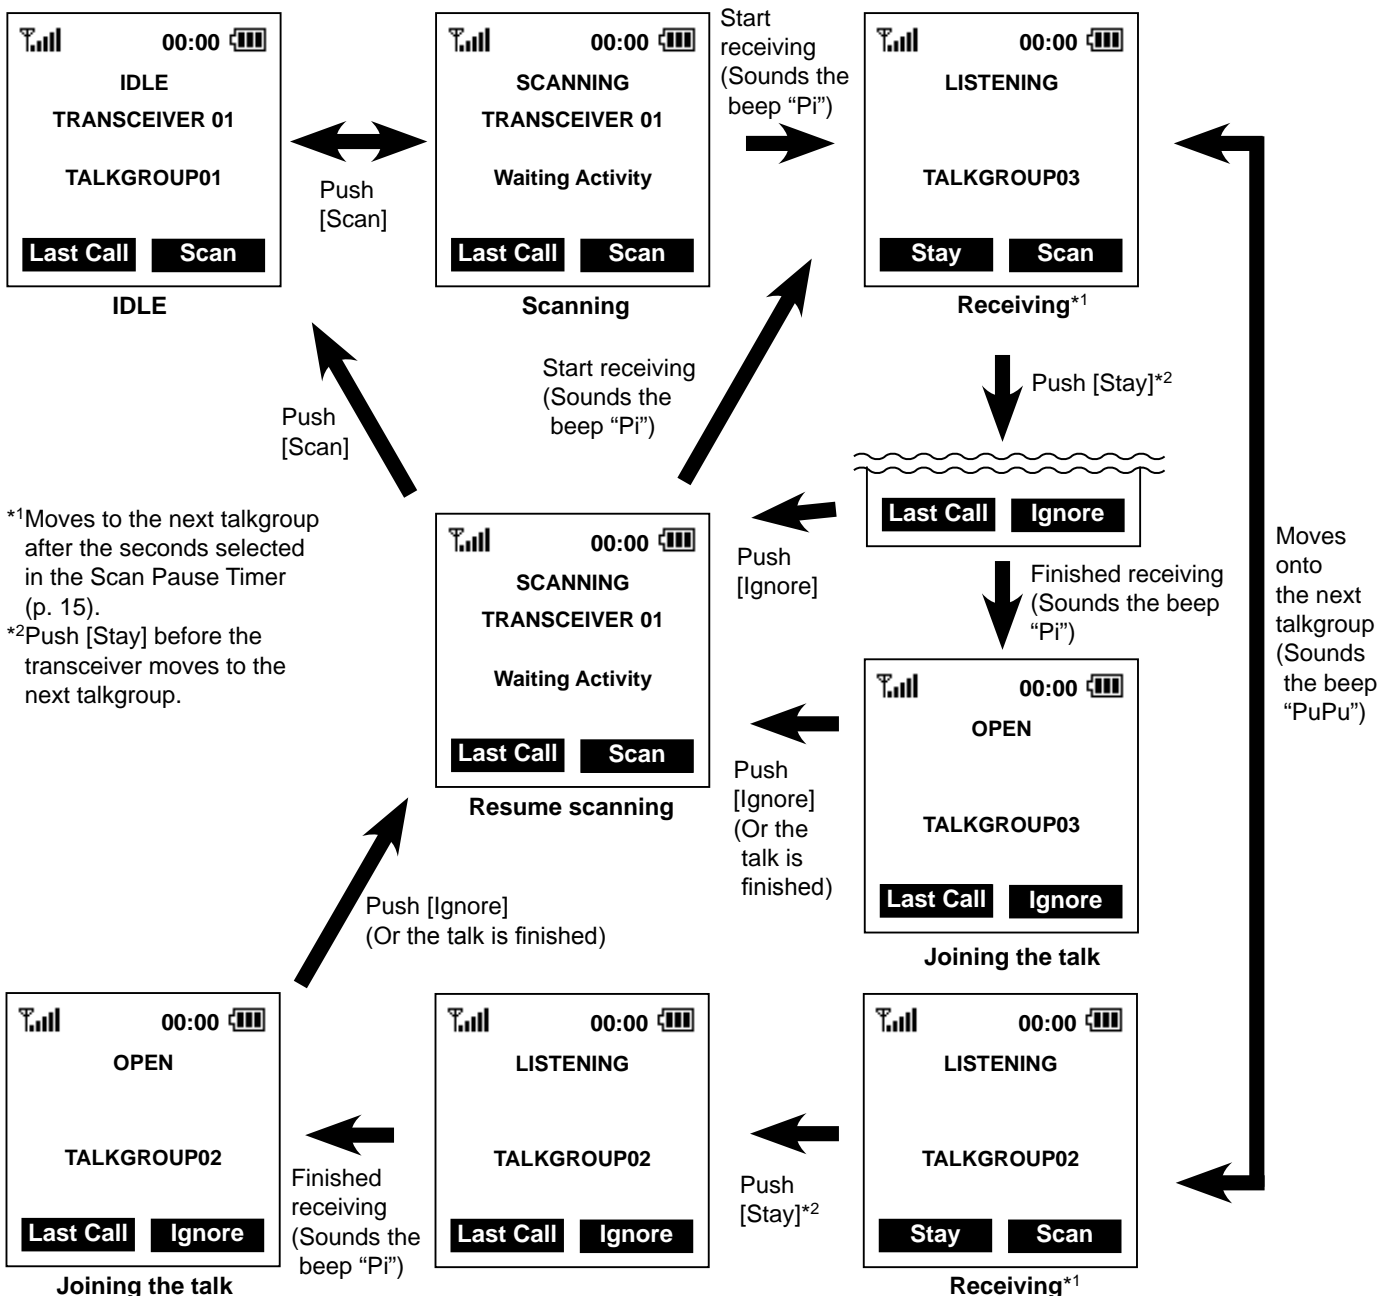 00:00
IDLE
TRANSCEIVER 01
TALKGROUP01
Last Call Scan
IDLE
Push
[Scan]
00:00
SCANNING
TRANSCEIVER 01
Waiting Activity
Last Call Scan
Scanning
Start
receiving
(Sounds the
beep “Pi”)
00:00
LISTENING
TALKGROUP03
Stay Scan
Receiving*1
Push [Stay]*2
Start receiving
(Sounds the
beep “Pi”)
Push
[Scan]
Last Call Ignore
Push
[Ignore]
Finished receiving
(Sounds the beep
“Pi”)
Moves
onto
the next
talkgroup
(Sounds
the beep
“PuPu”)
*1Moves to the next talkgroup
after the seconds selected
in the Scan Pause Timer
(p. 15).
*2Push [Stay] before the
transceiver moves to the
next talkgroup.
00:00
SCANNING
TRANSCEIVER 01
Waiting Activity
Last Call Scan
Resume scanning
00:00
OPEN
TALKGROUP03
Last Call Ignore
Joining the talk
Push
[Ignore]
(Or the
talk is
finished)
Push [Ignore]
(Or the talk is finished)
00:00
OPEN
TALKGROUP02
Last Call Ignore
Joining the talk
Finished
receiving
(Sounds the
beep “Pi”)
00:00
LISTENING
TALKGROUP02
Last Call Ignore
Push
[Stay]*2
00:00
LISTENING
TALKGROUP02
Stay Scan
Receiving*1